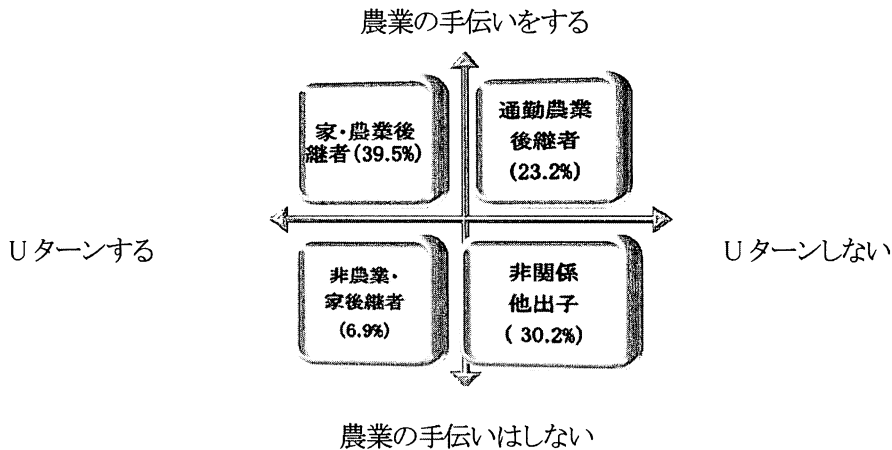 農業の手伝いをする
家・農業後
継者(39.5%)
通勤農業
後継者
(23.2%)
Uターンする
Uターンしない
非農業・
家後継者
(6.9%)
非関係
他出子
( 30.2%)
農業の手伝いはしない